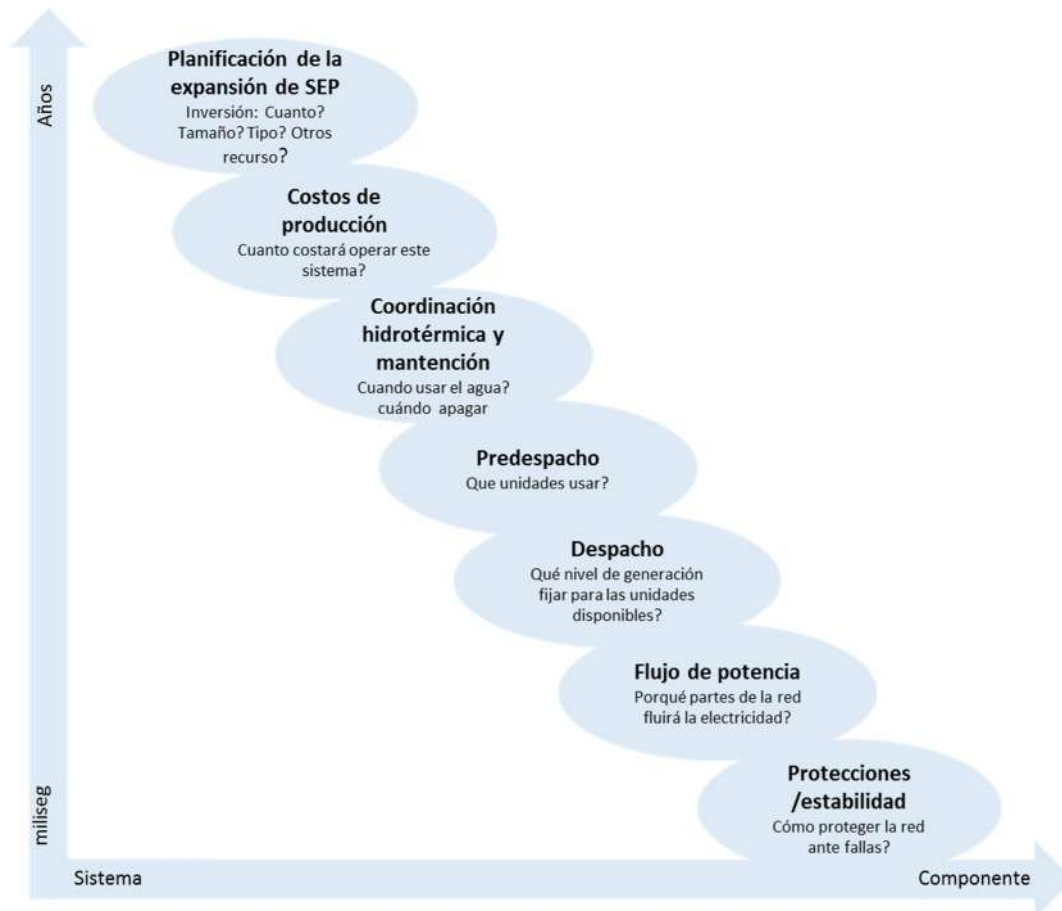 Años
Planificación de la
expansión de SEP
Inversión: Cuanto?
Tamaño? Tipo? Otros
recurso?
Costos de
producción
Cuanto costará operar este
sistema?
Coordinación
hidrotérmica y
mantención
Cuando usar el agua?
cuándo apagar
Predespacho
Que unidades usar?
Despacho
Qué nivel de generación
fijar para las unidades
disponibles?
Flujo de potencia
Porqué partes de la red
fluirá la electricidad?
Protecciones
/estabilidad
Cómo proteger la red
ante fallas?
miliseg
Sistema
Componente